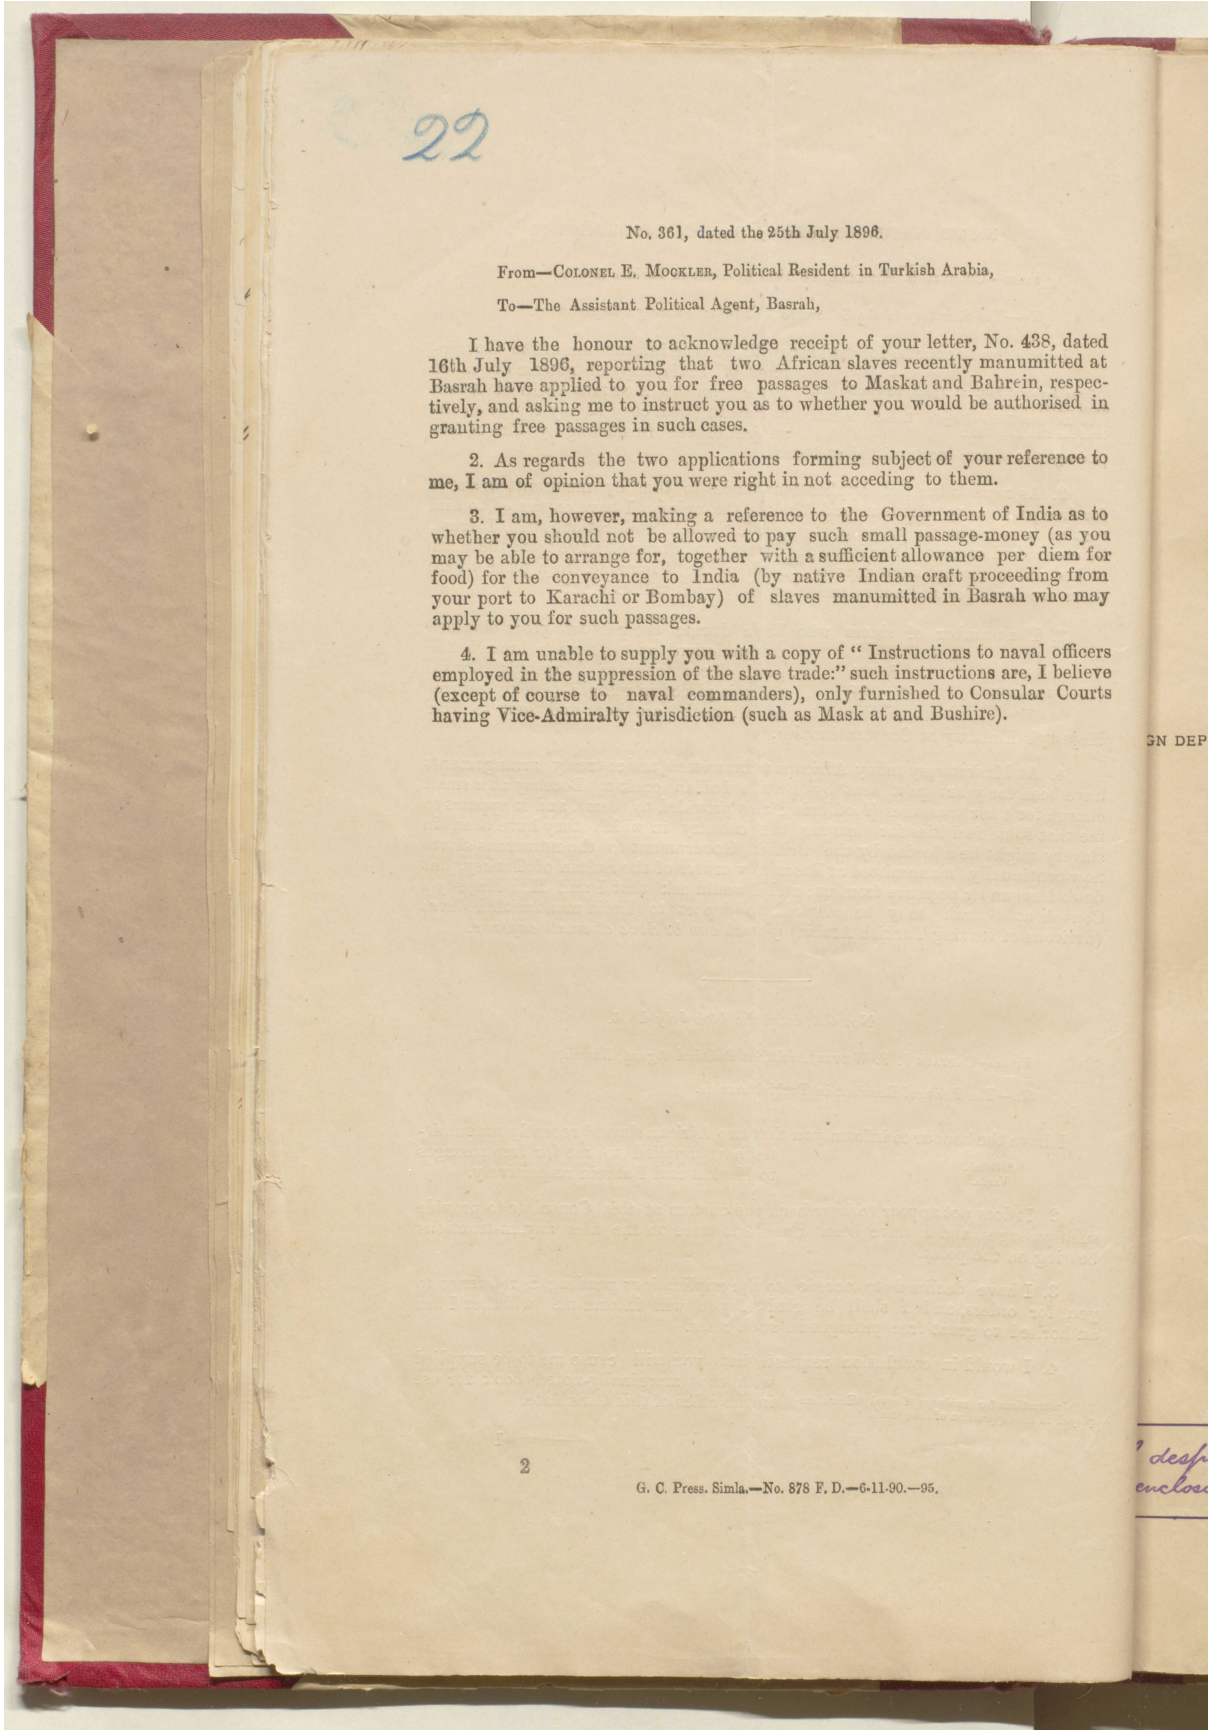 22
No. 361, dated the 25th July 1896.
From—COLONEL E. MOCKLER, Political Resident in Turkish Arabia,
To—The Assistant Political Agent, Basrah,
I have the honour to acknowledge receipt of your letter, No. 438, dated
16th July 1896, reporting that two African slaves recently manumitted at
Basrah have applied to you for free passages to Maskat and Bahrein, respec-
tively, and asking me to instruct you as to whether you would be authorised in
granting free passages in such cases.
2. As regards the two applications forming subject of your reference to
me, I am of opinion that you were right in not acceding to them.
3. I am, however, making a reference to the Government of India as to
whether you should not be allowed to pay such small passage-money (as you
may be able to arrange for, together with a sufficient allowance per diem for
food) for the conveyance to India (by native Indian craft proceeding from
your port to Karachi or Bombay) of slaves manumitted in Basrah who may
apply to you for such passages.
4. I am unable to supply you with a copy of “ Instructions to naval officers
employed in the suppression of the slave trade:” such instructions are, I believe
(except of course to naval commanders), only furnished to Consular Courts
having Vice-Admiralty jurisdiction (such as Mask at and Bushire).
2
G. C. Press. Simla.—No. 878 F. D.—6-11-90.—95.
GN DEP
desp
enclos